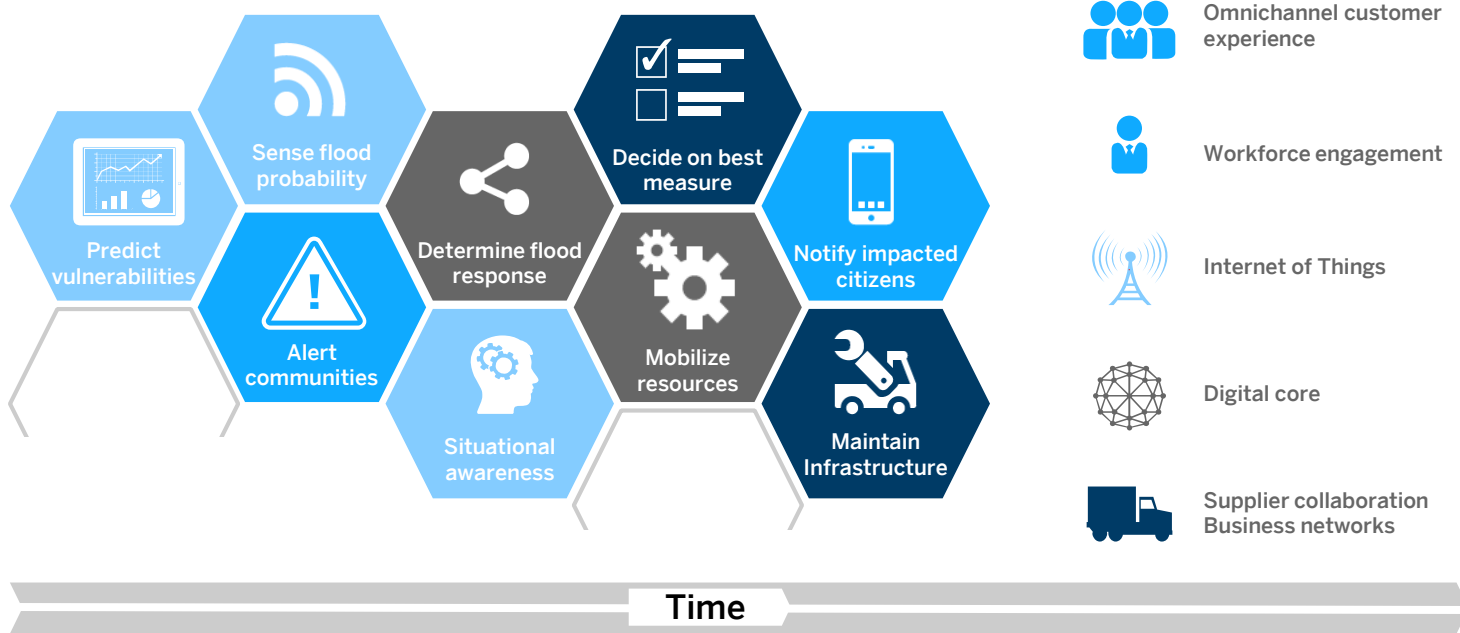 Sense flood
probability
Decide on best
measure
Predict
vulnerabilities
Determine flood
response
Notify impacted
citizens
!
Alert
communities
Mobilize
resources
Situational
awareness
Maintain
Infrastructure
Omnichannel customer
experience
Workforce engagement
Internet of Things
Digital core
Supplier collaboration
Business networks
Time